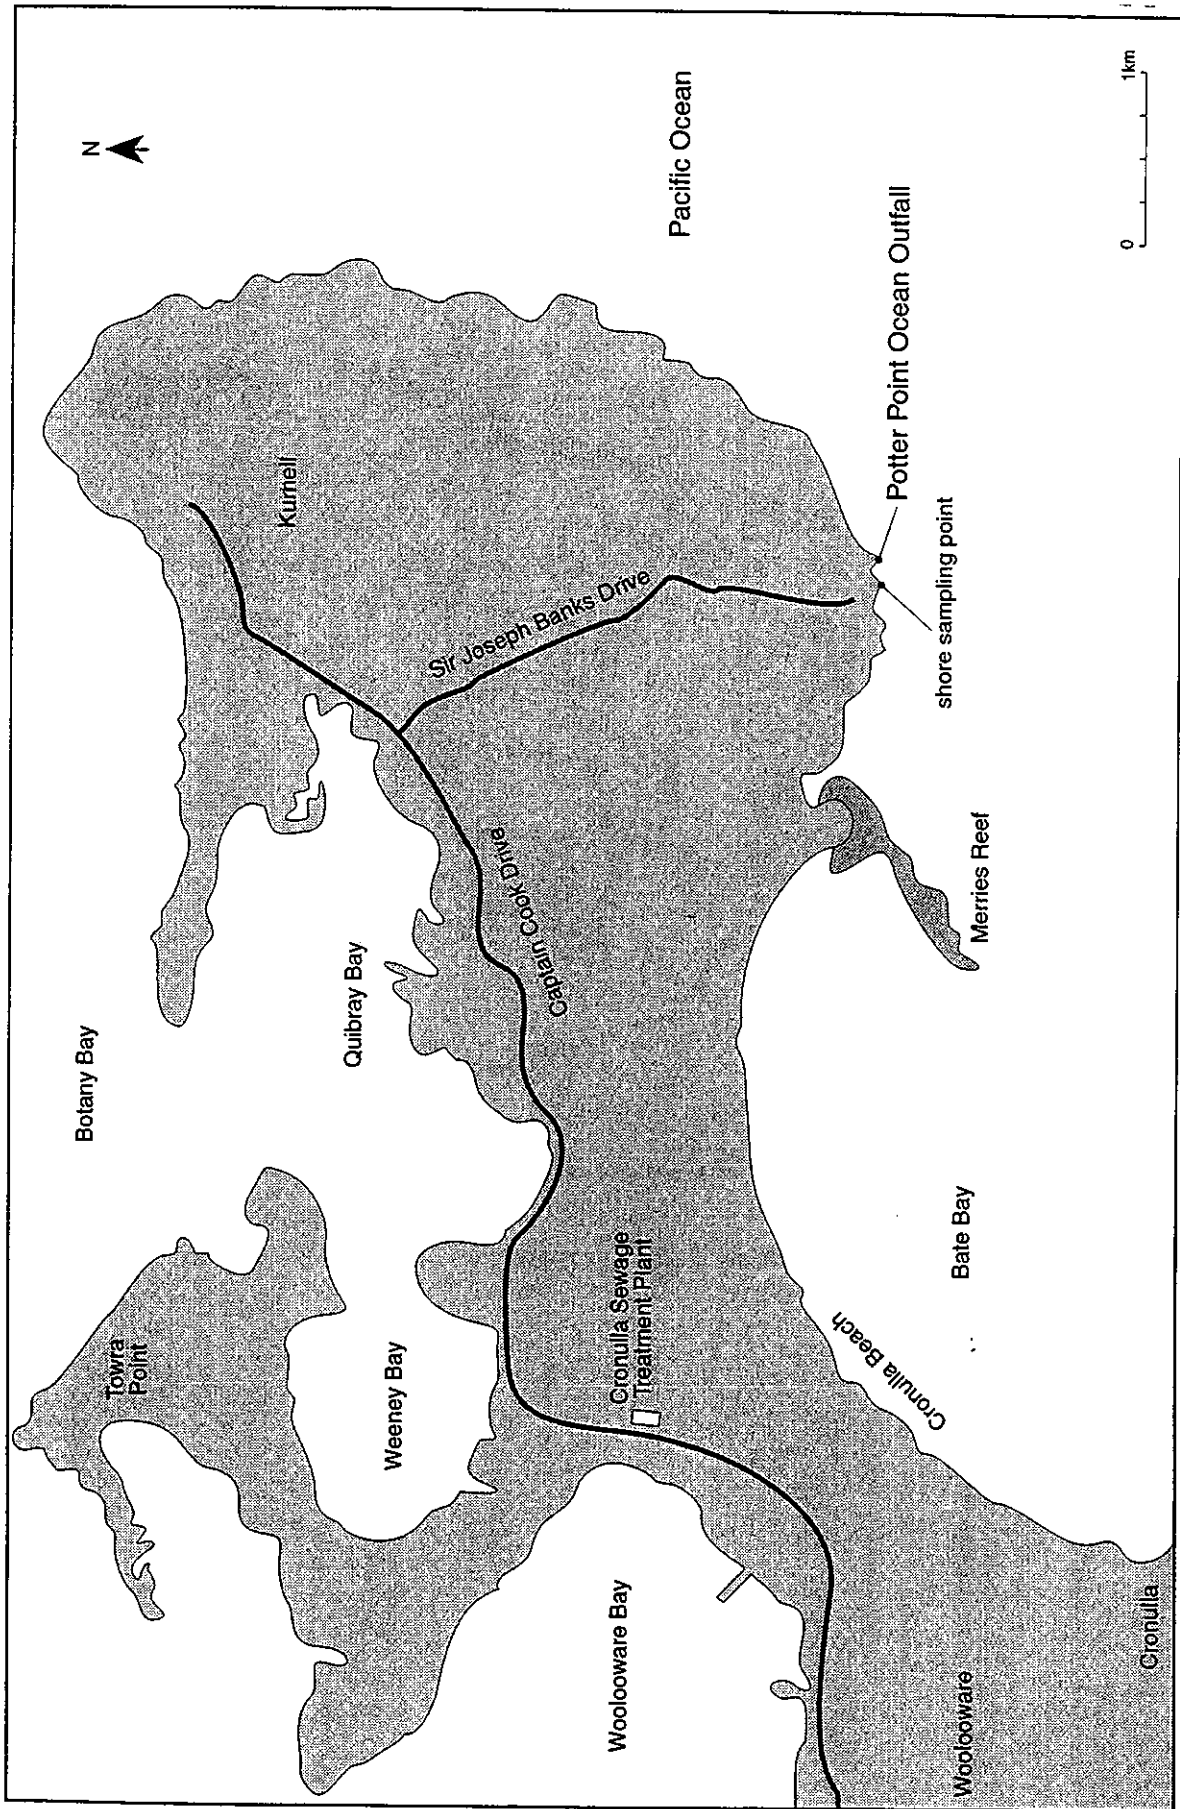 N
Botany Bay
Towra
Point
Kurnell
Quibray Bay
Weeney Bay
Captain Cook Drive
Sir Joseph Banks Drive
Pacific Ocean
Cronulla Sewage
Treatment Plant
Woolooware Bay
Potter Point Ocean Outfall
shore sampling point
Merries Reef
Bate Bay
Cronulla Beach
Woolooware
Cronulla
0
1km